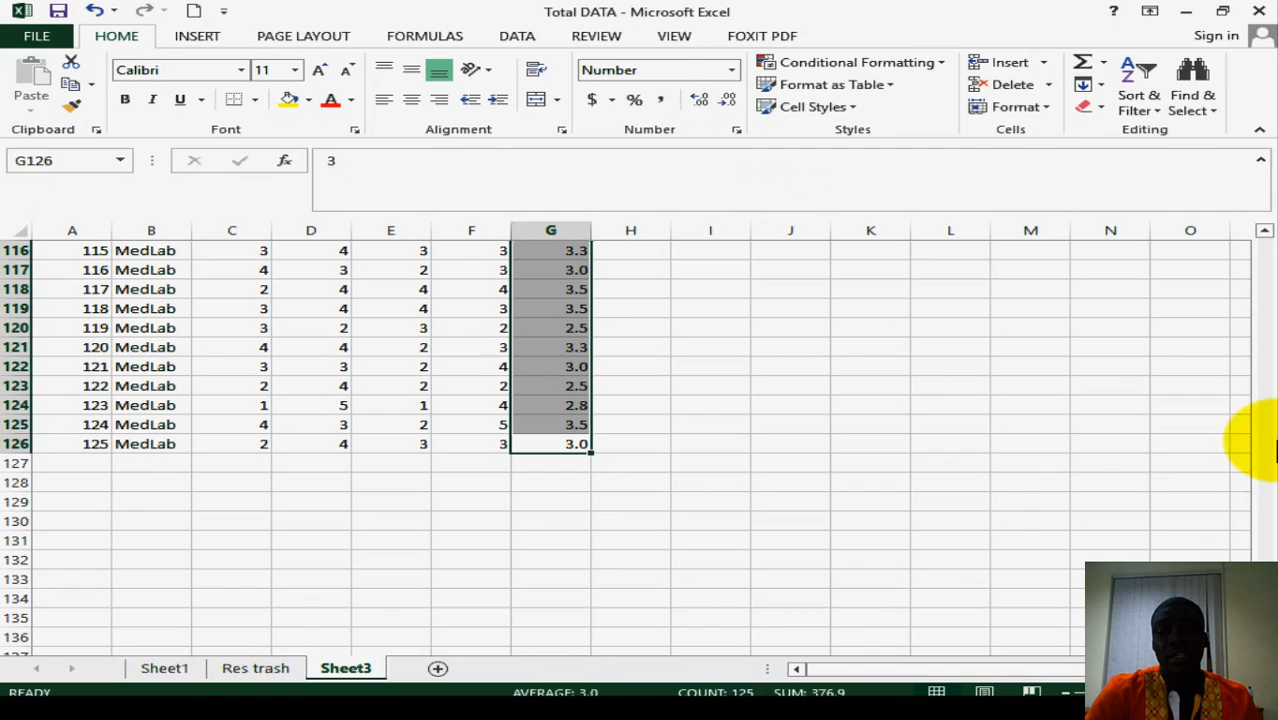 Total DATA - Microsoft Excel
?
FILE HOME INSERT PAGE LAYOUT FORMULAS DATA REVIEW VIEW FOXIT PDF Sign in
Paste
Calibri 11
B I U A
Clipboard
Font
Alignment
Number
$ % ,
Number
Conditional Formatting
Format as Table
Cell Styles
Styles
Insert
Delete
Format
Cells
Sort & Filter
Find & Select
Editing
G126 fx 3
A B C D E F G H I J K L M N O
116 115 MedLab 3 4 3 3 3.3
117 116 MedLab 4 3 2 3 3.0
118 117 MedLab 2 4 4 4 3.5
119 118 MedLab 3 4 4 3 3.5
120 119 MedLab 3 2 3 2 2.5
121 120 MedLab 4 4 2 3 3.3
122 121 MedLab 3 3 2 4 3.0
123 122 MedLab 2 4 2 2 2.5
124 123 MedLab 1 5 1 4 2.8
125 124 MedLab 4 3 2 5 3.5
126 125 MedLab 2 4 3 3 3.0
127
128
129
130
131
132
133
134
135
136
Sheet1 Res trash Sheet3
READY AVERAGE: 3.0 COUNT: 125 SUM: 376.9